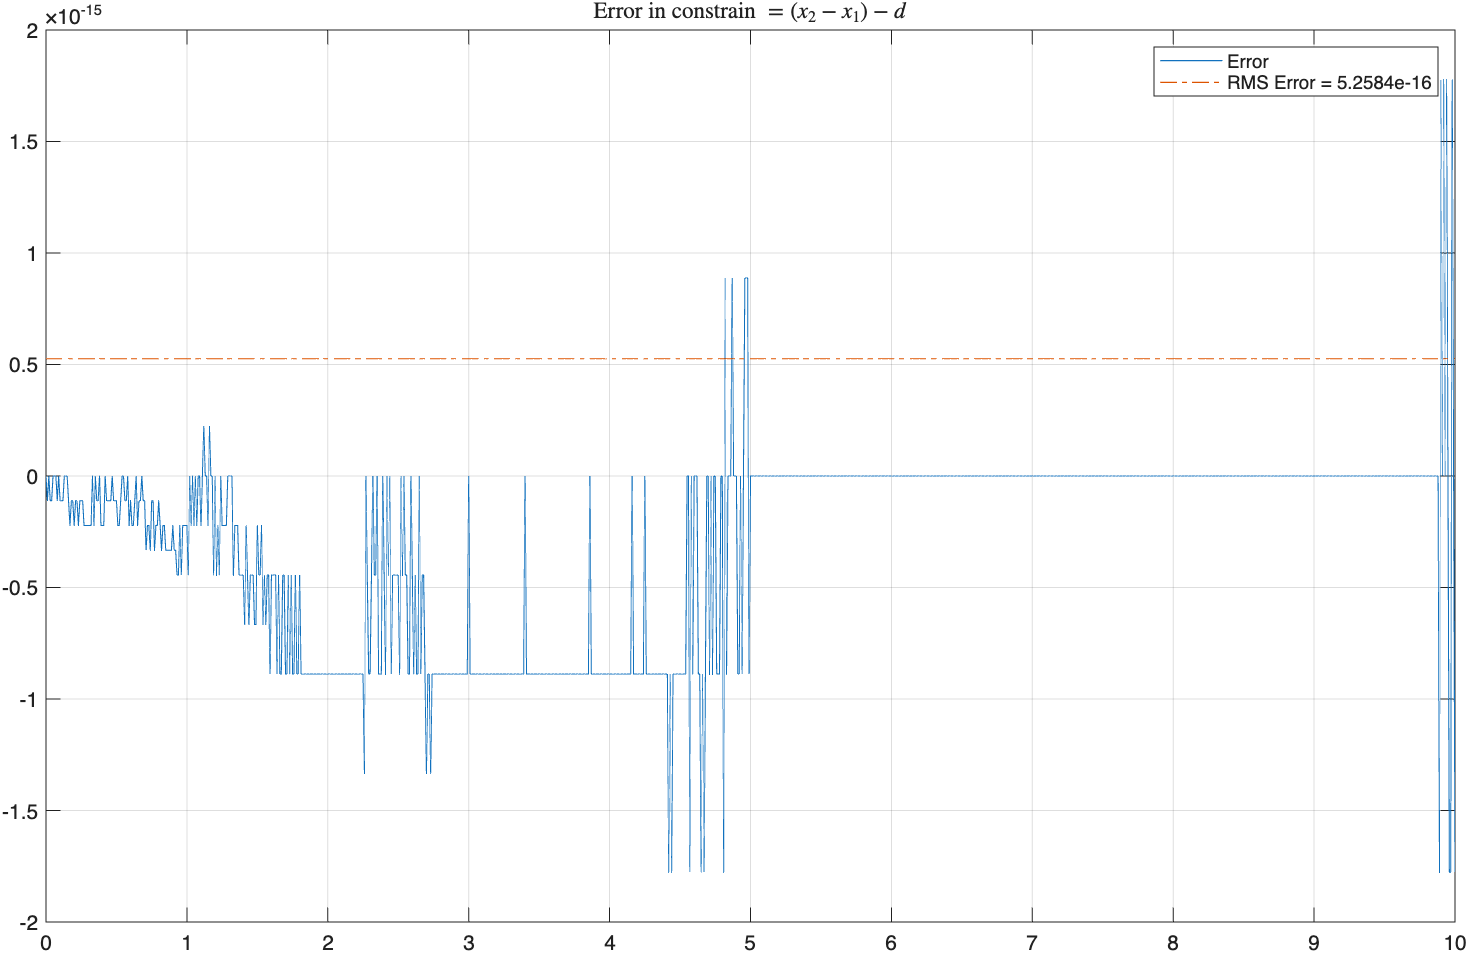 Error in constrain = (x₂ − x₁) − d
×10⁻¹⁵
Error
RMS Error = 5.2584e-16
2
1.5
1
0.5
0
-0.5
-1
-1.5
-2
0 1 2 3 4 5 6 7 8 9 10